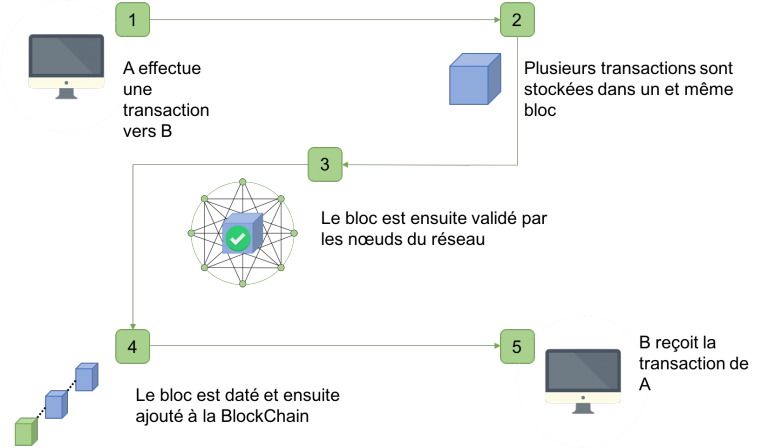 1
2
A effectue
une
transaction
vers B
Plusieurs transactions sont
stockées dans un et même
bloc
3
Le bloc est ensuite validé par
les nœuds du réseau
4
5
Le bloc est daté et ensuite
ajouté à la BlockChain
B reçoit la
transaction de
A